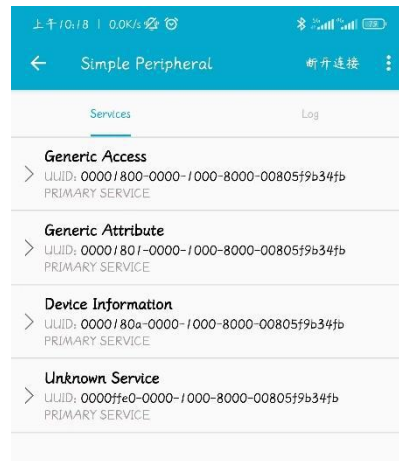 上午10:18 | 0.0K/s
Simple Peripheral 断开连接
Services Log
Generic Access
UUID: 00001800-0000-1000-8000-00805f9b34fb
PRIMARY SERVICE
Generic Attribute
UUID: 00001801-0000-1000-8000-00805f9b34fb
PRIMARY SERVICE
Device Information
UUID: 0000180a-0000-1000-8000-00805f9b34fb
PRIMARY SERVICE
Unknown Service
UUID: 0000ffe0-0000-1000-8000-00805f9b34fb
PRIMARY SERVICE